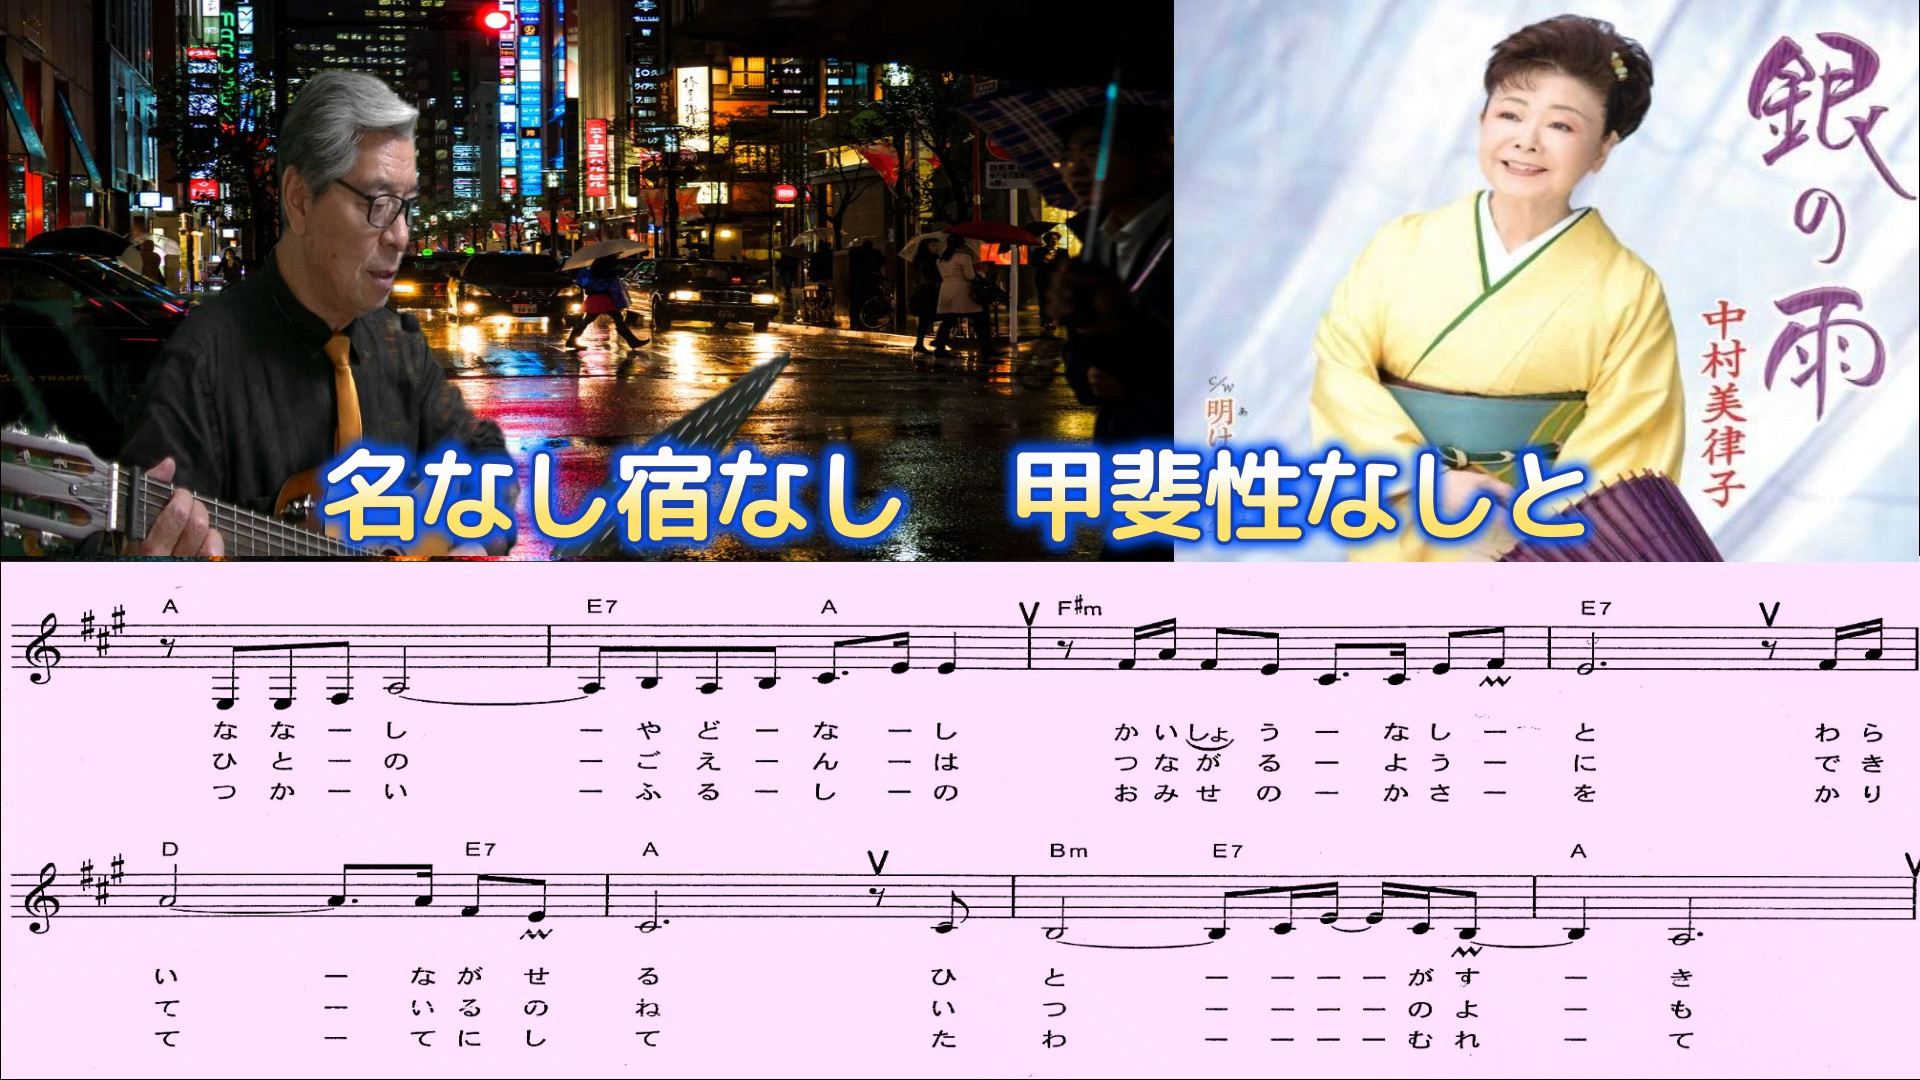 銀の雨
中村美律子
c/w
明け
名なし宿なし 甲斐性なしと
A E7 A F#m E7
な な ー し ー や ど ー な ー し か い しょ う ー な し ー と わ ら
ひ と ー の ー ご え ー ん ー は つ な が る ー よ う ー に で き
つ か ー い ー ふ る ー し ー の お み せ の ー か さ ー を か り
D E7 A Bm E7 A
い ー な が せ る ひ と ー ー ー ー が す ー き
て ー い る の ね い つ ー ー ー ー の よ ー も
て ー て に し て た わ ー ー ー ー む れ ー て